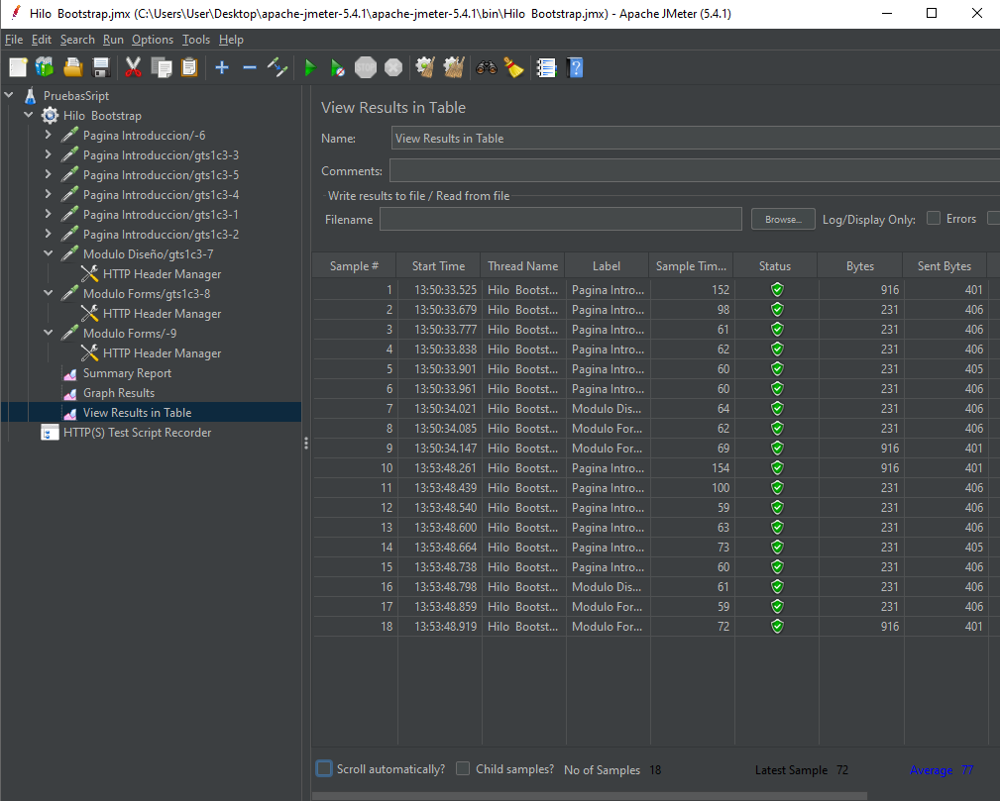 Hilo Bootstrap.jmx (C:\Users\User\Desktop\apache-jmeter-5.4.1\apache-jmeter-5.4.1\bin\Hilo Bootstrap.jmx) - Apache JMeter (5.4.1)
File Edit Search Run Options Tools Help
PruebasSript
Hilo Bootstrap
Pagina Introduccion/-6
Pagina Introduccion/gts1c3-3
Pagina Introduccion/gts1c3-5
Pagina Introduccion/gts1c3-4
Pagina Introduccion/gts1c3-1
Pagina Introduccion/gts1c3-2
Modulo Diseño/gts1c3-7
HTTP Header Manager
Modulo Forms/gts1c3-8
HTTP Header Manager
Modulo Forms/-9
HTTP Header Manager
Summary Report
Graph Results
View Results in Table
HTTP(S) Test Script Recorder
View Results in Table
Name: View Results in Table
Comments:
Write results to file / Read from file
Filename Browse... Log/Display Only: Errors
Sample # Start Time Thread Name Label Sample Tim... Status Bytes Sent Bytes
1 13:50:33.525 Hilo Bootst... Pagina Intro... 152 916 401
2 13:50:33.679 Hilo Bootst... Pagina Intro... 98 231 406
3 13:50:33.777 Hilo Bootst... Pagina Intro... 61 231 406
4 13:50:33.838 Hilo Bootst... Pagina Intro... 62 231 406
5 13:50:33.901 Hilo Bootst... Pagina Intro... 60 231 405
6 13:50:33.961 Hilo Bootst... Pagina Intro... 60 231 406
7 13:50:34.021 Hilo Bootst... Modulo Dis... 64 231 406
8 13:50:34.085 Hilo Bootst... Modulo For... 62 231 406
9 13:50:34.147 Hilo Bootst... Modulo For... 69 916 401
10 13:53:48.261 Hilo Bootst... Pagina Intro... 154 916 401
11 13:53:48.439 Hilo Bootst... Pagina Intro... 100 231 406
12 13:53:48.540 Hilo Bootst... Pagina Intro... 59 231 406
13 13:53:48.600 Hilo Bootst... Pagina Intro... 63 231 406
14 13:53:48.664 Hilo Bootst... Pagina Intro... 73 231 405
15 13:53:48.738 Hilo Bootst... Pagina Intro... 60 231 406
16 13:53:48.798 Hilo Bootst... Modulo Dis... 61 231 406
17 13:53:48.859 Hilo Bootst... Modulo For... 59 231 406
18 13:53:48.919 Hilo Bootst... Modulo For... 72 916 401
Scroll automatically? Child samples? No of Samples 18 Latest Sample 72 Average 77